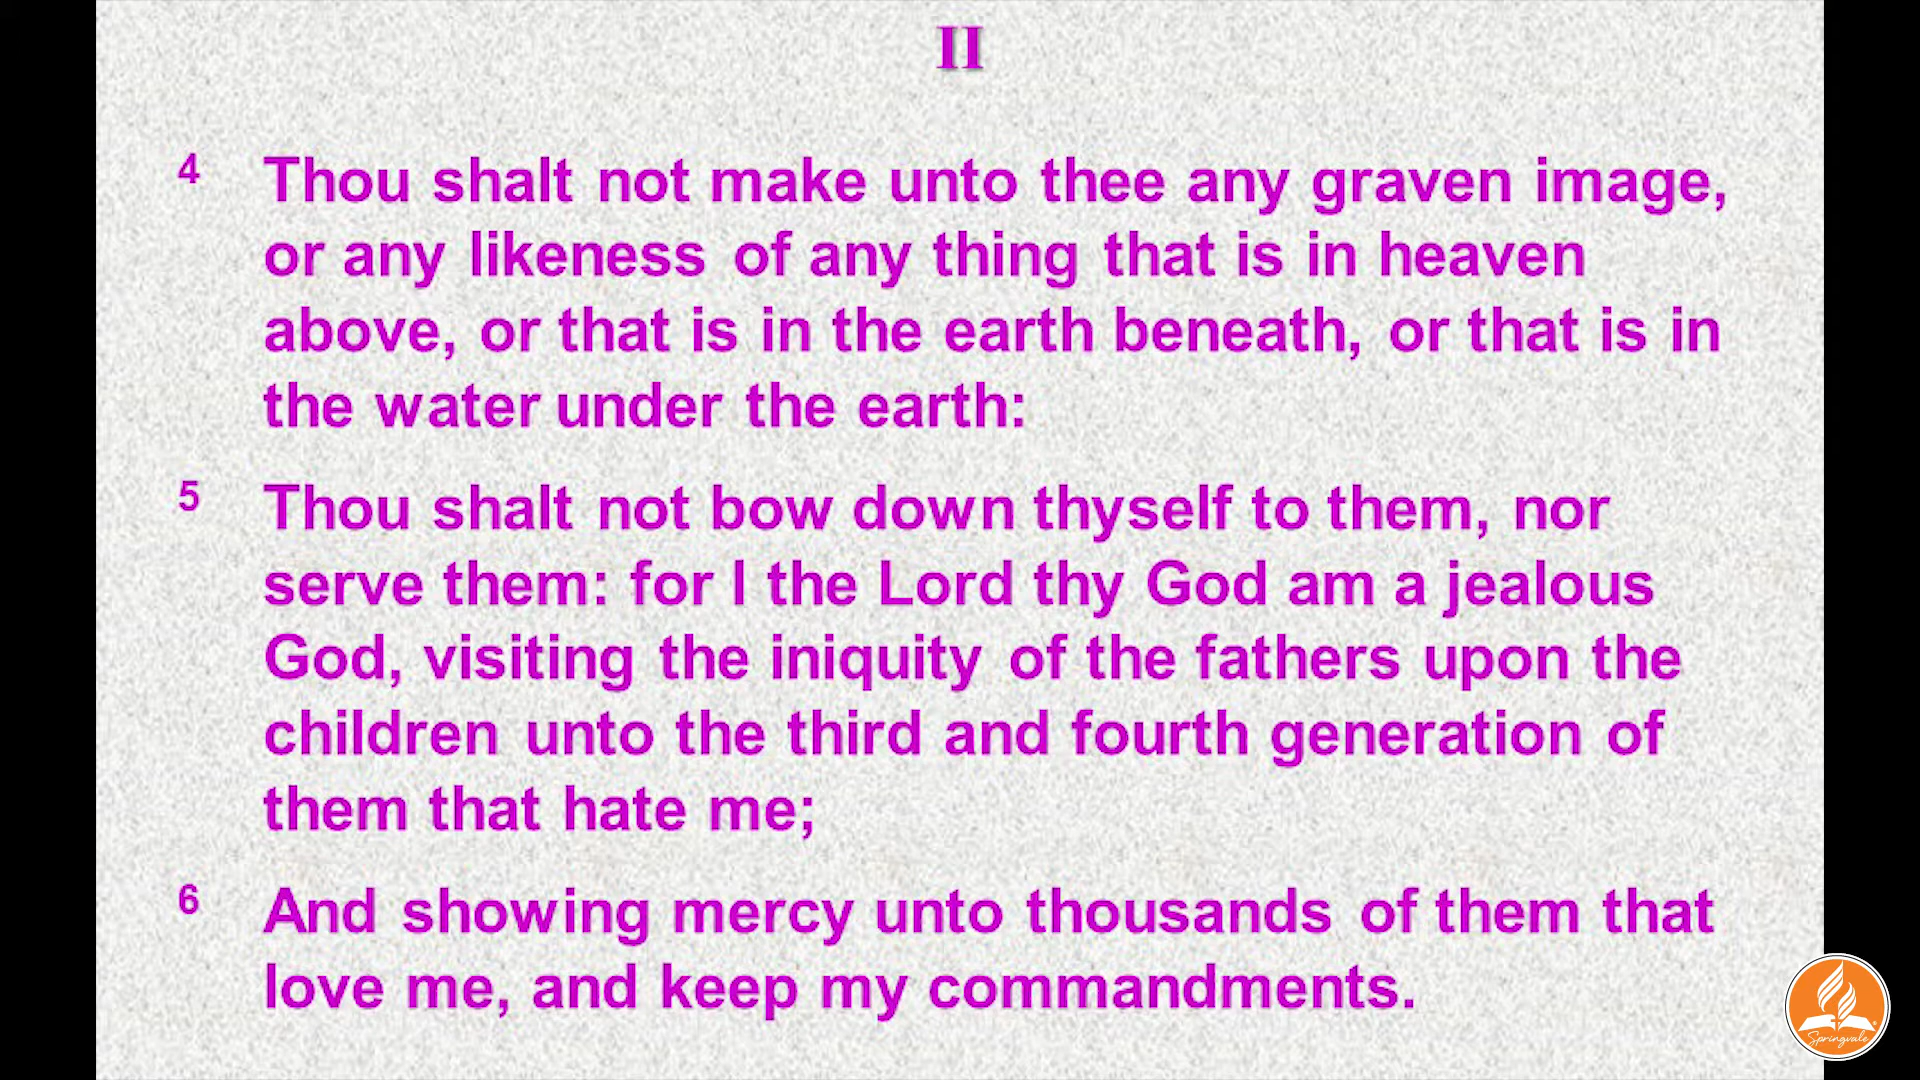 II
4 Thou shalt not make unto thee any graven image,
or any likeness of any thing that is in heaven
above, or that is in the earth beneath, or that is in
the water under the earth:
5 Thou shalt not bow down thyself to them, nor
serve them: for I the Lord thy God am a jealous
God, visiting the iniquity of the fathers upon the
children unto the third and fourth generation of
them that hate me;
6 And showing mercy unto thousands of them that
love me, and keep my commandments.
Springvale